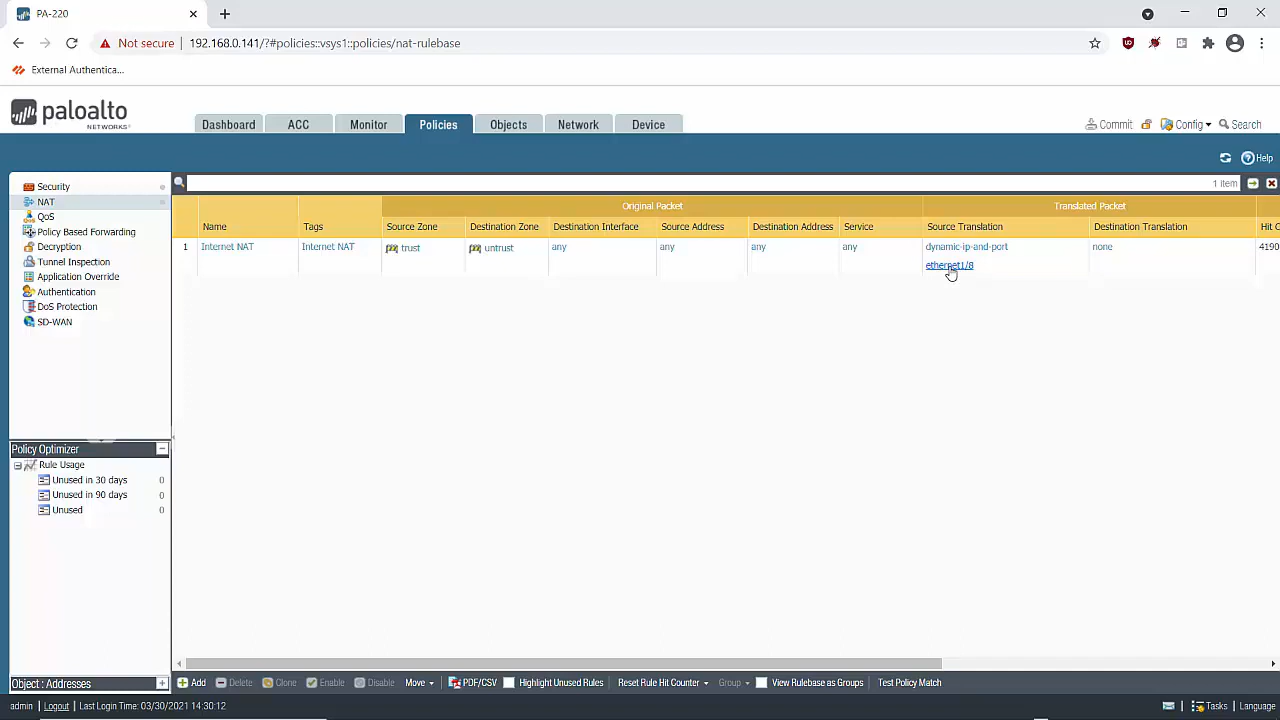 PA-220
Not secure
192.168.0.141/?#policies::vsys1::policies/nat-rulebase
External Authentica...
paloalto
NETWORKS
Dashboard
ACC
Monitor
Policies
Objects
Network
Device
Commit
Config
Search
Help
Security
NAT
QoS
Policy Based Forwarding
Decryption
Tunnel Inspection
Application Override
Authentication
DoS Protection
SD-WAN
1 item
Original Packet
Translated Packet
Name
Tags
Source Zone
Destination Zone
Destination Interface
Source Address
Destination Address
Service
Source Translation
Destination Translation
Hit C
1
Internet NAT
Internet NAT
trust
untrust
any
any
any
any
dynamic-ip-and-port
ethernet1/8
none
4190
Policy Optimizer
Rule Usage
Unused in 30 days 0
Unused in 90 days 0
Unused 0
Object : Addresses
Add
Delete
Clone
Enable
Disable
Move
PDF/CSV
Highlight Unused Rules
Reset Rule Hit Counter
Group
View Rulebase as Groups
Test Policy Match
admin
Logout
Last Login Time: 03/30/2021 14:30:12
Tasks
Language